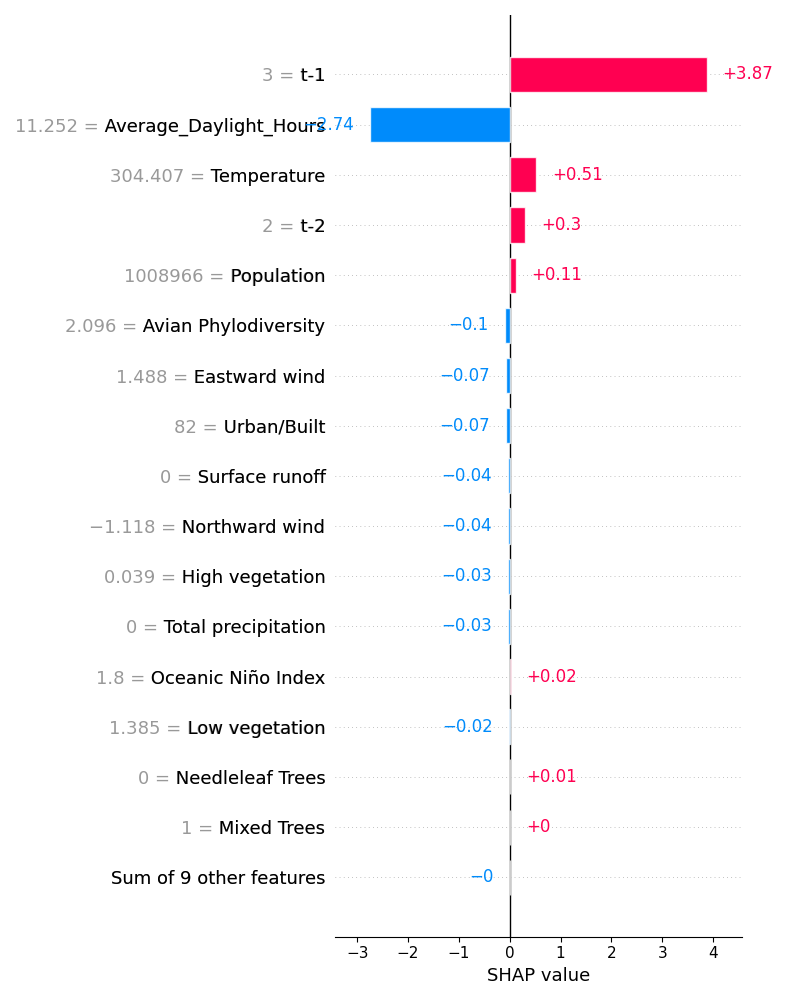 3 = t-1 +3.87
11.252 = Average_Daylight_Hours −2.74
304.407 = Temperature +0.51
2 = t-2 +0.3
1008966 = Population +0.11
2.096 = Avian Phylodiversity −0.1
1.488 = Eastward wind −0.07
82 = Urban/Built −0.07
0 = Surface runoff −0.04
−1.118 = Northward wind −0.04
0.039 = High vegetation −0.03
0 = Total precipitation −0.03
1.8 = Oceanic Niño Index +0.02
1.385 = Low vegetation −0.02
0 = Needleleaf Trees +0.01
1 = Mixed Trees +0
Sum of 9 other features −0
−3 −2 −1 0 1 2 3 4
SHAP value